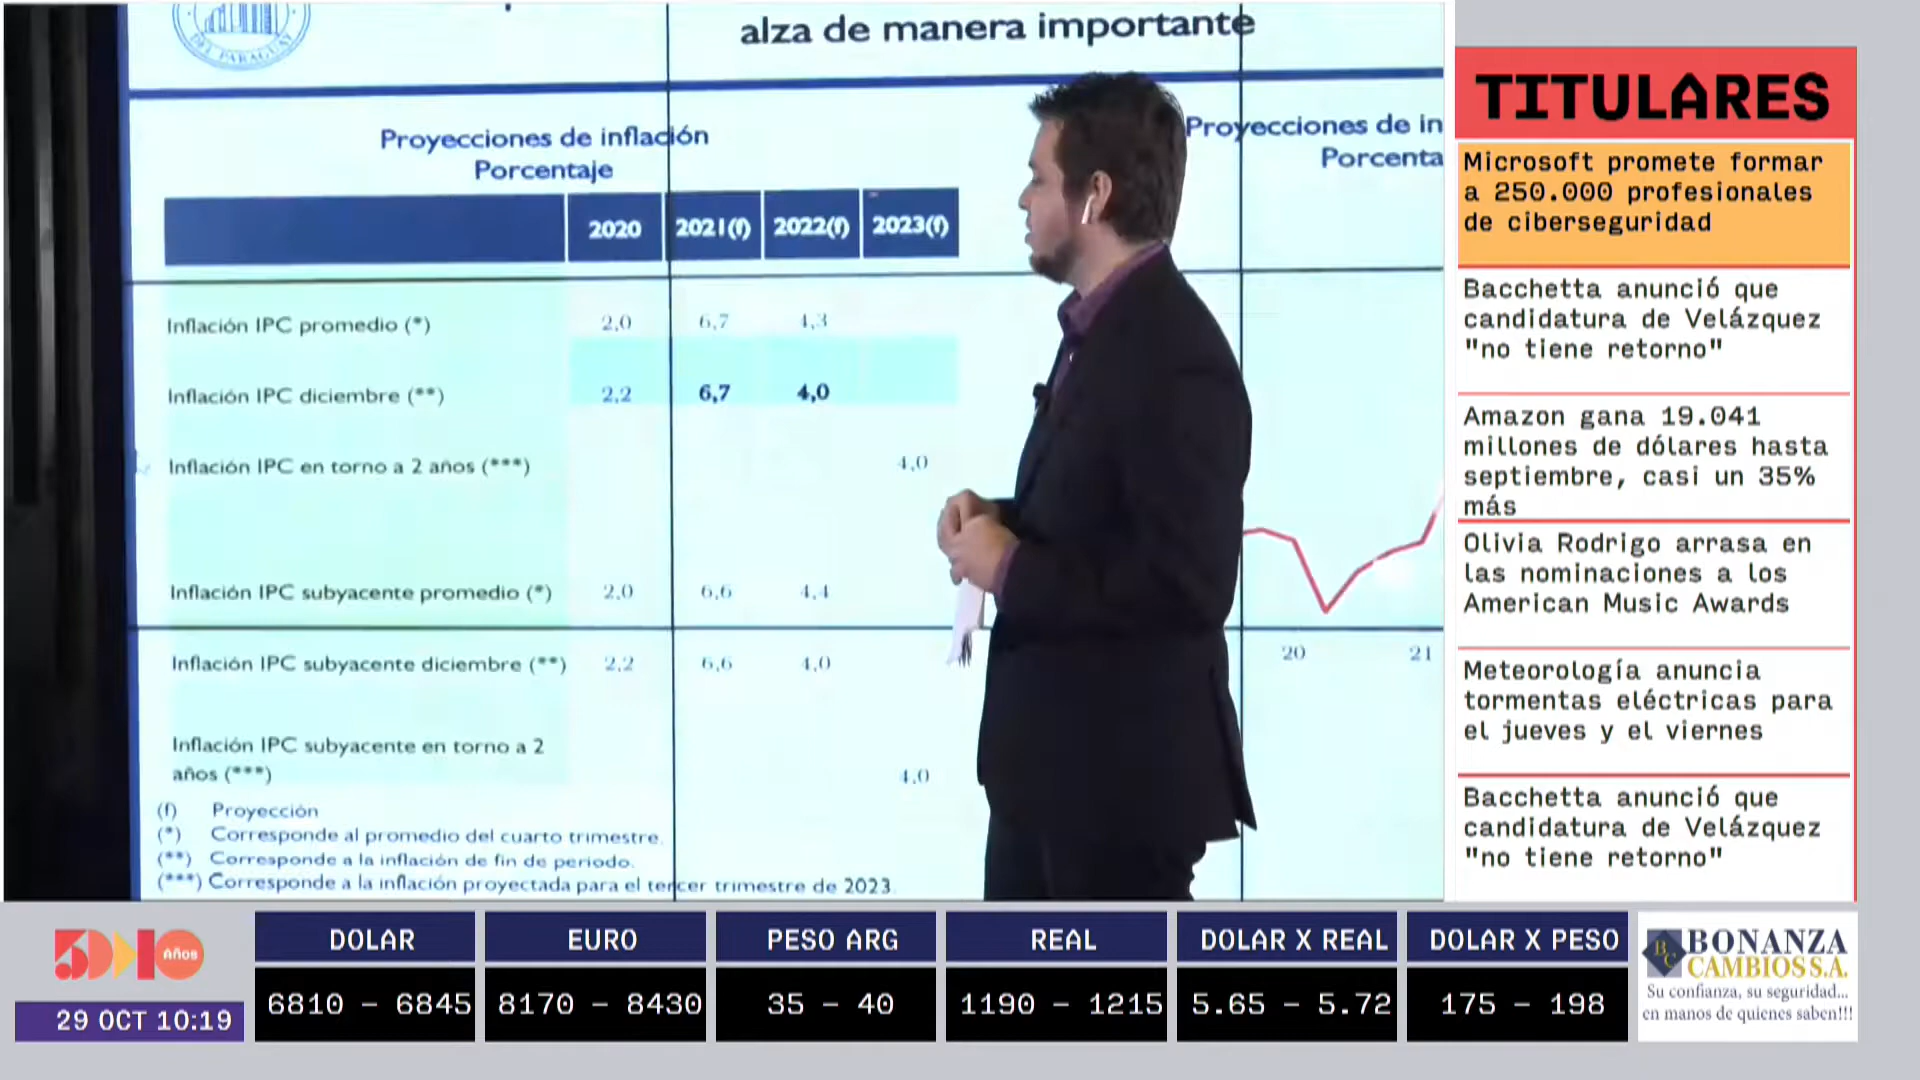 DEL PARAGUAY
alza de manera importante
Proyecciones de inflación
Porcentaje
2020 2021(f) 2022(f) 2023(f)
Inflación IPC promedio (*) 2,0 6,7 4,3
Inflación IPC diciembre (**) 2,2 6,7 4,0
Inflación IPC en torno a 2 años (***) 4,0
Inflación IPC subyacente promedio (*) 2,0 6,6 4,4
Inflación IPC subyacente diciembre (**) 2,2 6,6 4,0
Inflación IPC subyacente en torno a 2
años (***) 4,0
(f) Proyección
(*) Corresponde al promedio del cuarto trimestre.
(**) Corresponde a la inflación de fin de periodo.
(***) Corresponde a la inflación proyectada para el tercer trimestre de 2023
Proyecciones de in
Porcenta
20 21
TITULARES
Microsoft promete formar
a 250.000 profesionales
de ciberseguridad
Bacchetta anunció que
candidatura de Velázquez
"no tiene retorno"
Amazon gana 19.041
millones de dólares hasta
septiembre, casi un 35%
más
Olivia Rodrigo arrasa en
las nominaciones a los
American Music Awards
Meteorología anuncia
tormentas eléctricas para
el jueves y el viernes
Bacchetta anunció que
candidatura de Velázquez
"no tiene retorno"
Años
29 OCT 10:19
DOLAR EURO PESO ARG REAL DOLAR X REAL DOLAR X PESO
6810 - 6845 8170 - 8430 35 - 40 1190 - 1215 5.65 - 5.72 175 - 198
BC BONANZA
CAMBIOS S.A.
Su confianza, su seguridad...
en manos de quienes saben!!!